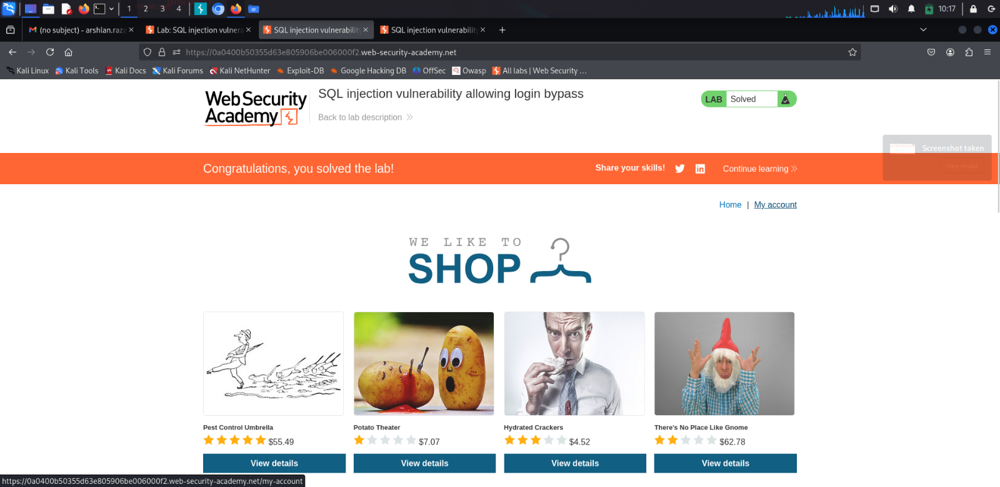 1 2 3 4
10:17
(no subject) - arshlan.raza
Lab: SQL injection vulnera
SQL injection vulnerability
SQL injection vulnerability
https://0a0400b50355d63e805906be006000f2.web-security-academy.net
Kali Linux
Kali Tools
Kali Docs
Kali Forums
Kali NetHunter
Exploit-DB
Google Hacking DB
OffSec
Owasp
All labs | Web Security ...
Web Security
Academy
SQL injection vulnerability allowing login bypass
Back to lab description
LAB Solved
Screenshot taken
View image
Congratulations, you solved the lab!
Share your skills!
Continue learning
Home | My account
WE LIKE TO
SHOP
Pest Control Umbrella
$55.49
View details
Potato Theater
$7.07
View details
Hydrated Crackers
$4.52
View details
There's No Place Like Gnome
$62.78
View details
https://0a0400b50355d63e805906be006000f2.web-security-academy.net/my-account